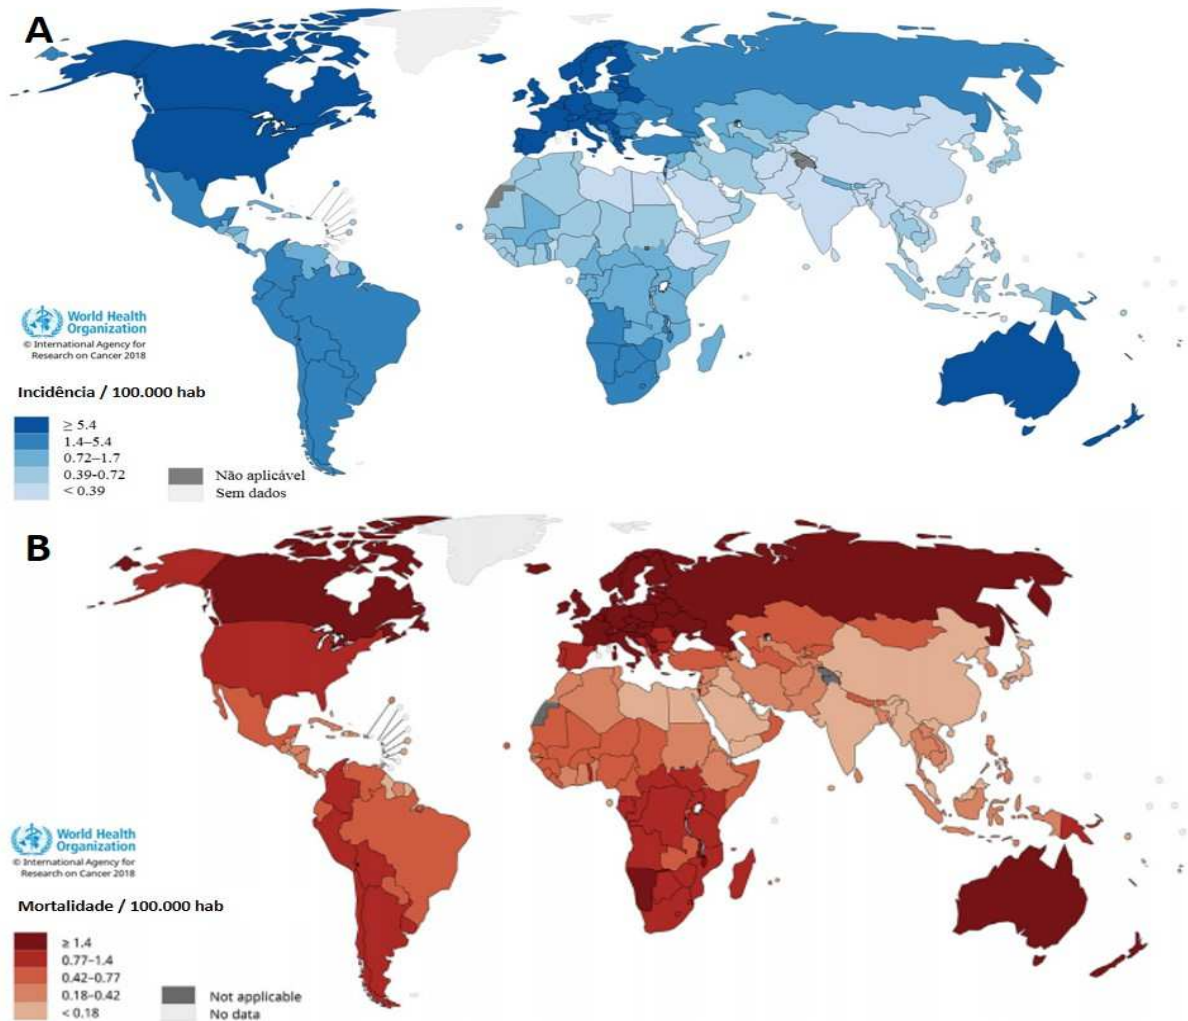 A
World Health
Organization
© International Agency for
Research on Cancer 2018
Incidência / 100.000 hab
≥ 5.4
1.4–5.4
0.72–1.7
0.39-0.72
< 0.39
Não aplicável
Sem dados
B
World Health
Organization
© International Agency for
Research on Cancer 2018
Mortalidade / 100.000 hab
≥ 1.4
0.77–1.4
0.42–0.77
0.18–0.42
< 0.18
Not applicable
No data